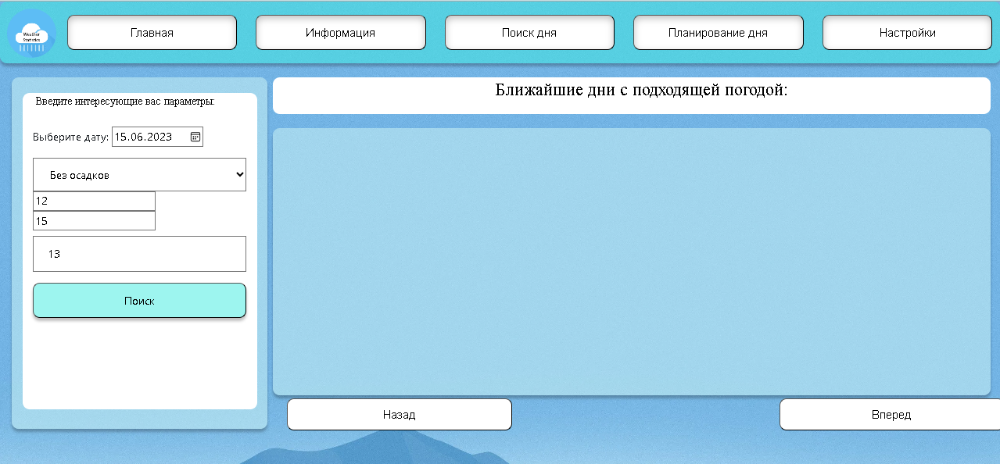 Weather
Statistics
Главная
Информация
Поиск дня
Планирование дня
Настройки
Введите интересующие вас параметры:
Выберите дату: 15.06.2023
Без осадков
12
15
13
Поиск
Ближайшие дни с подходящей погодой:
Назад
Вперед